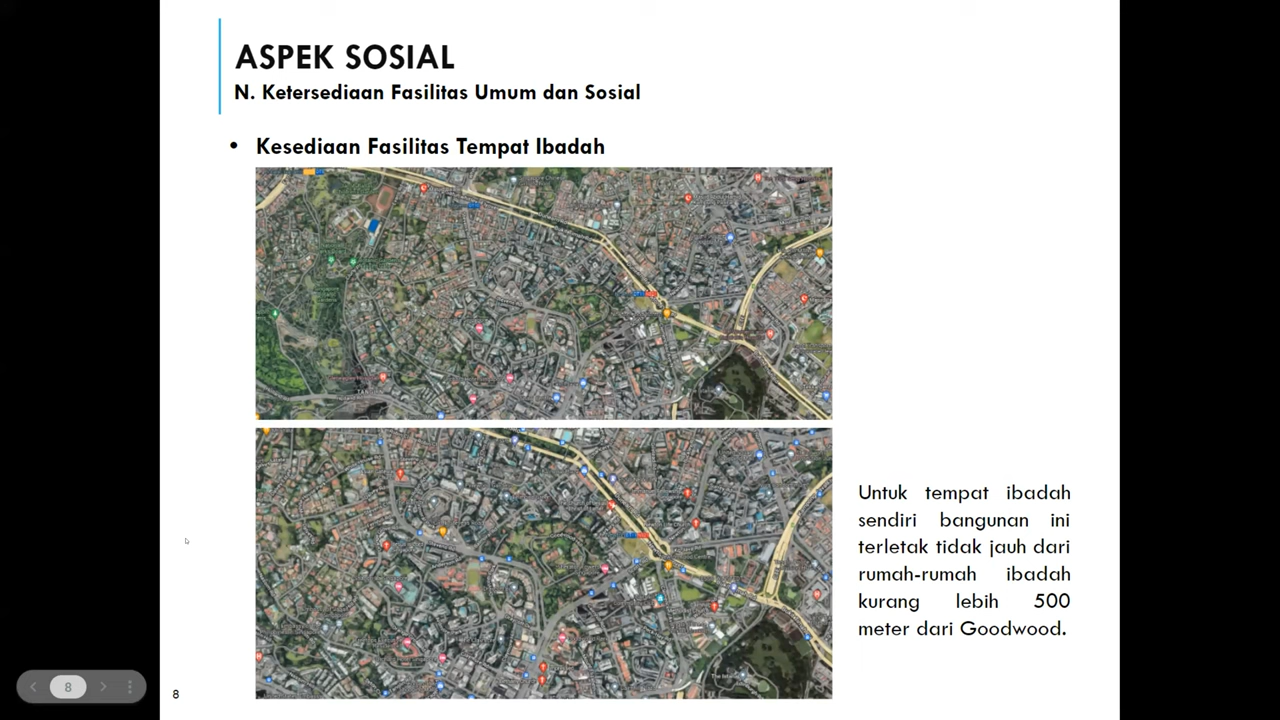 ASPEK SOSIAL
N. Ketersediaan Fasilitas Umum dan Sosial
• Kesediaan Fasilitas Tempat Ibadah
Untuk tempat ibadah
sendiri bangunan ini
terletak tidak jauh dari
rumah-rumah ibadah
kurang lebih 500
meter dari Goodwood.
8
8